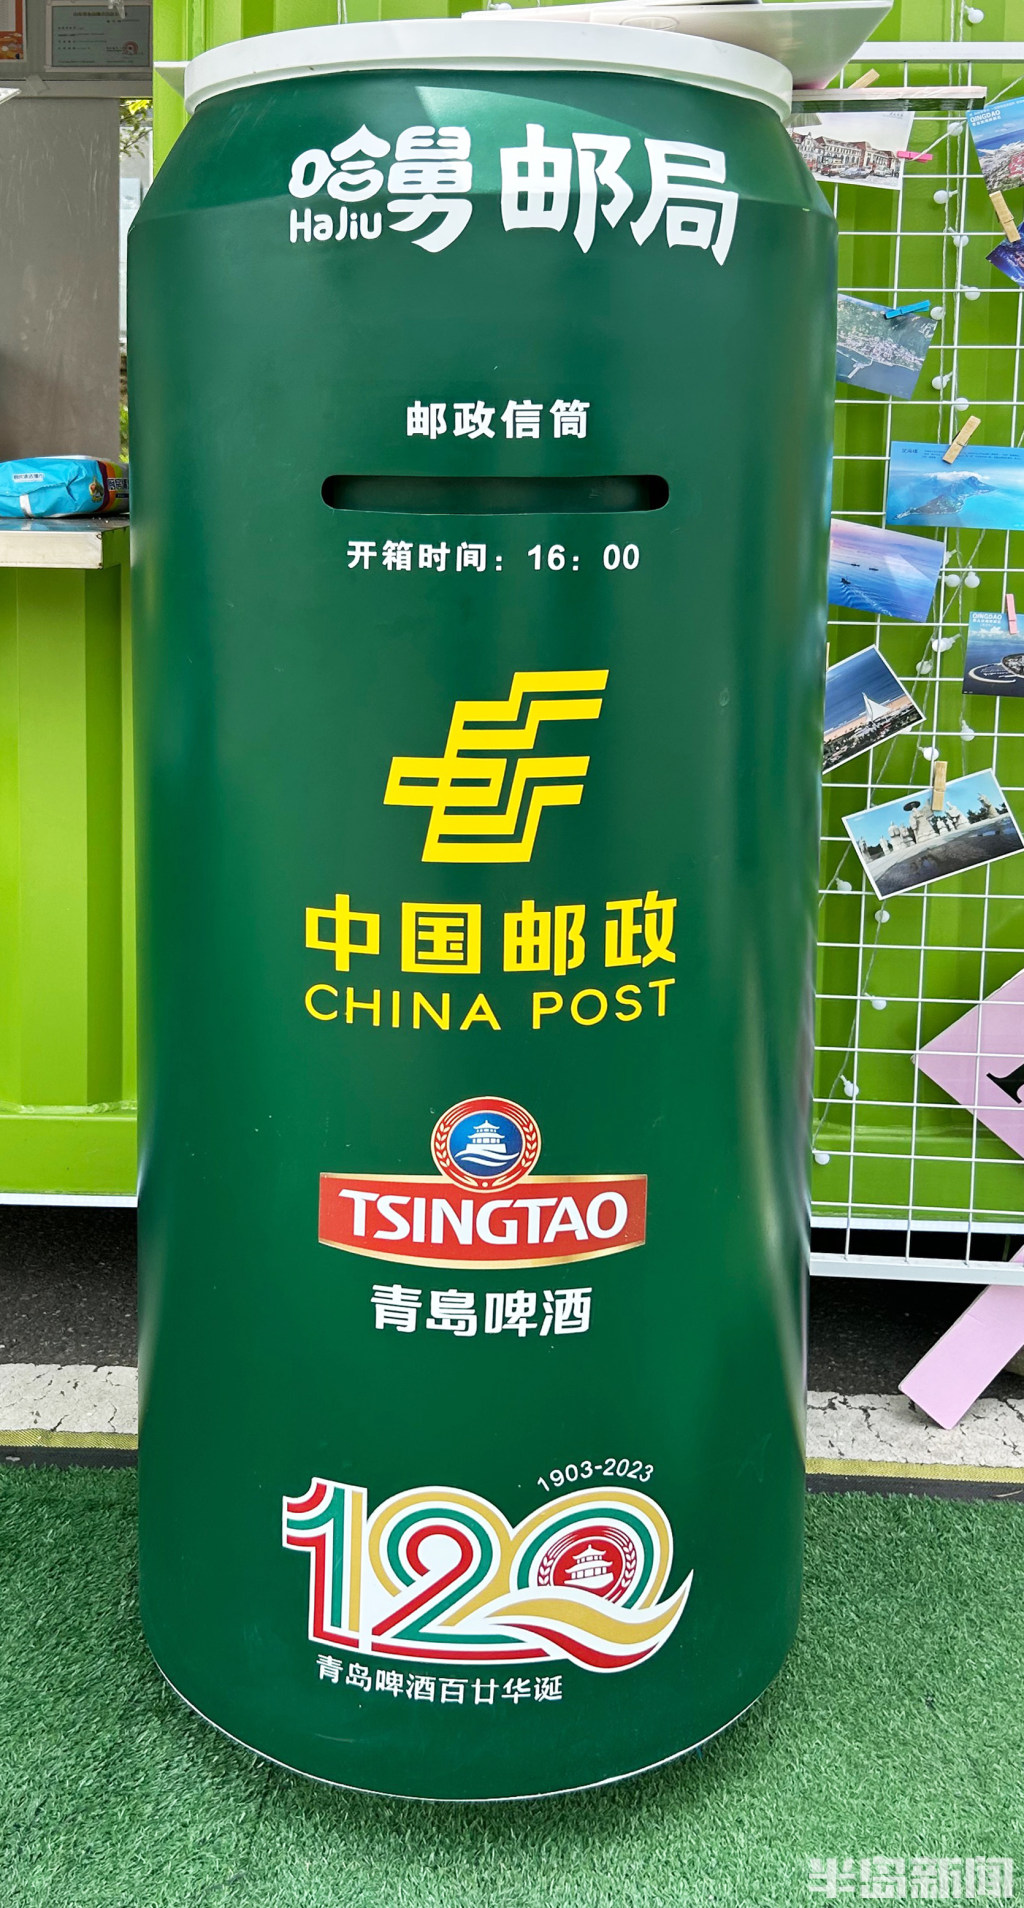 哈舅邮局
HaJiu
邮政信筒
开箱时间：16：00
中国邮政
CHINA POST
TSINGTAO
青島啤酒
1903-2023
120
青岛啤酒百廿华诞
QINGDAO
QINGDAO
半岛新闻